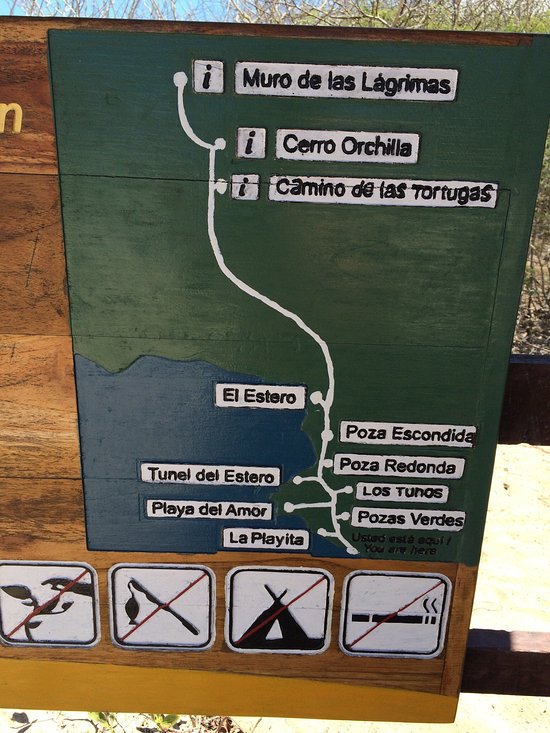 n
i Muro de las Lágrimas
i Cerro Orchilla
i Camino de las Tortugas
El Estero
Poza Escondida
Poza Redonda
Tunel del Estero
Los Tunos
Playa del Amor
Pozas Verdes
La Playita
Usted está aquí /
You are here